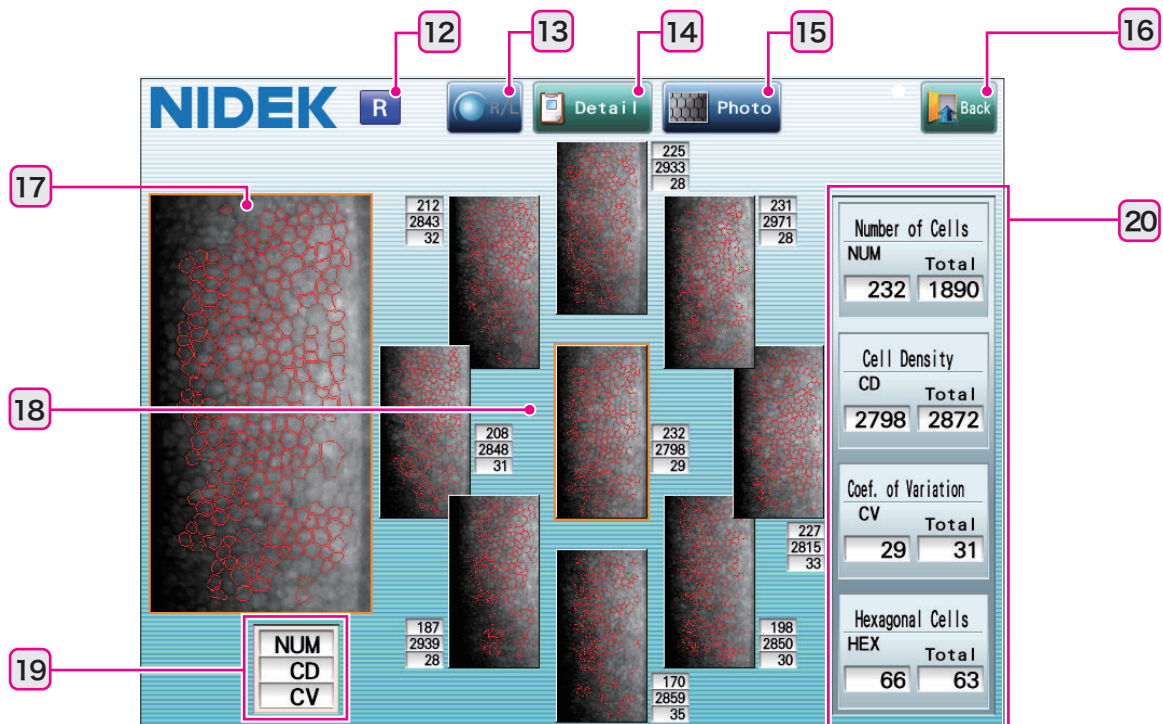 12
13
14
15
16
NIDEK
R
R/L
Detail
Photo
Back
17
225
2933
28
212
2843
32
231
2971
28
20
Number of Cells
NUM Total
232 1890
Cell Density
CD Total
2798 2872
18
208
2848
31
232
2798
29
Coef. of Variation
CV Total
29 31
227
2815
33
Hexagonal Cells
HEX Total
66 63
19
NUM
CD
CV
187
2939
28
198
2850
30
170
2859
35